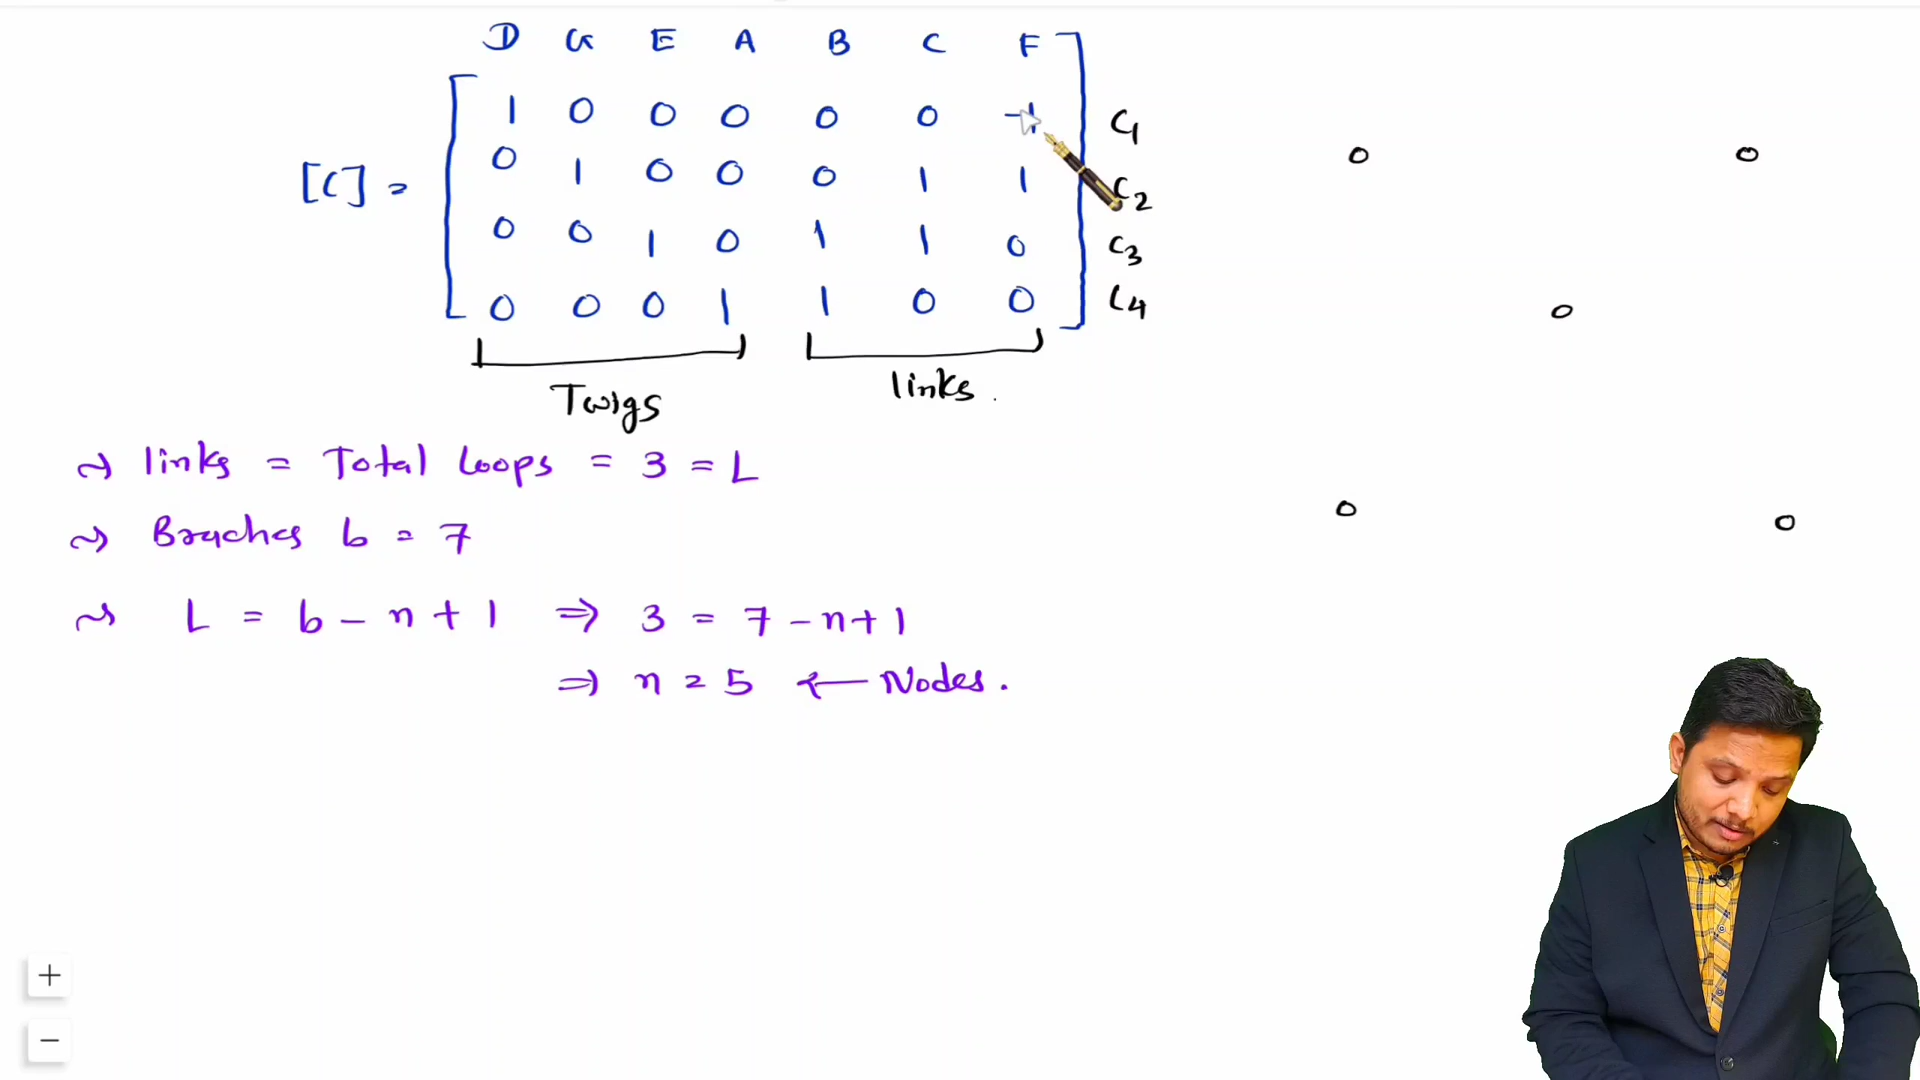 D G E A B C F
1 0 0 0 0 0 -1 C1
[C] = 0 1 0 0 0 1 1 C2
0 0 1 0 1 1 0 C3
0 0 0 1 1 0 0 C4
Twigs links.
~> links = Total Loops = 3 = L
~> Braches b = 7
~> L = b - n + 1 => 3 = 7 - n + 1
=> n = 5 <— Nodes.
+
−